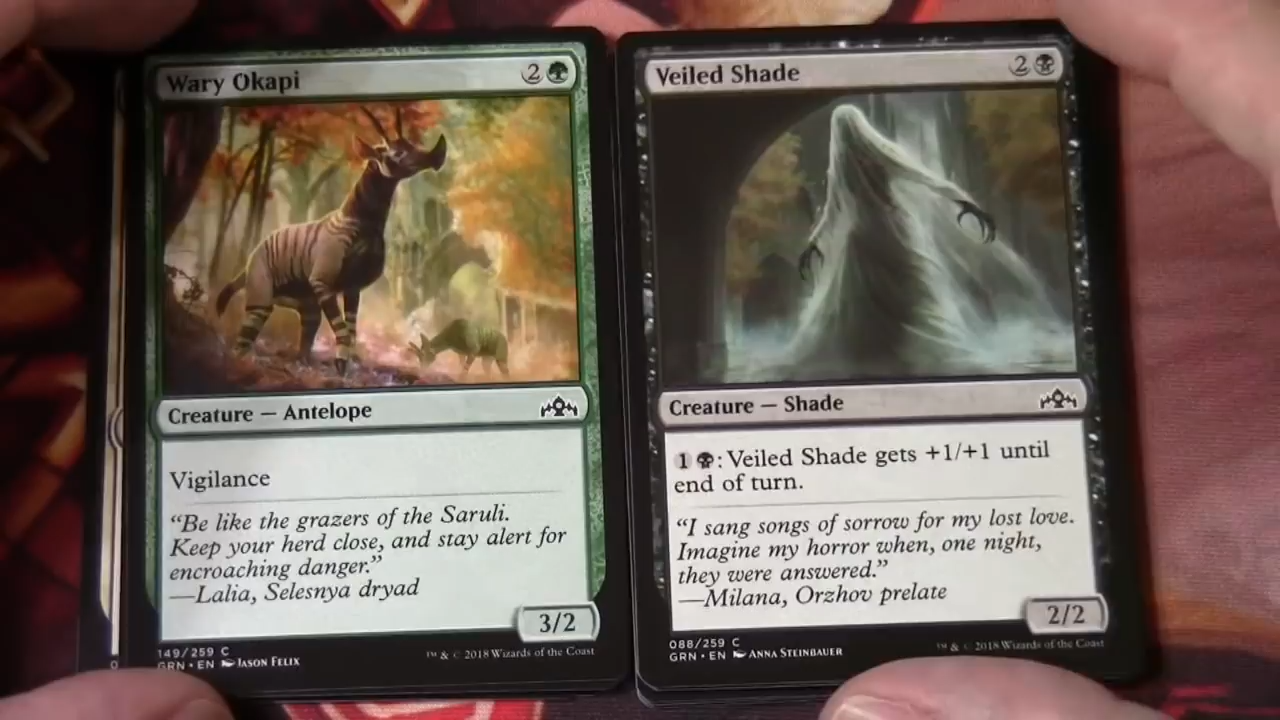 Wary Okapi
2
Creature — Antelope
Vigilance
“Be like the grazers of the Saruli.
Keep your herd close, and stay alert for
encroaching danger.”
—Lalia, Selesnya dryad
3/2
149/259 C
GRN • EN Jason Felix
™ & © 2018 Wizards of the Coast
0
Veiled Shade
2
Creature — Shade
1 : Veiled Shade gets +1/+1 until
end of turn.
“I sang songs of sorrow for my lost love.
Imagine my horror when, one night,
they were answered.”
—Milana, Orzhov prelate
2/2
088/259 C
GRN • EN Anna Steinbauer
™ & © 2018 Wizards of the Coast